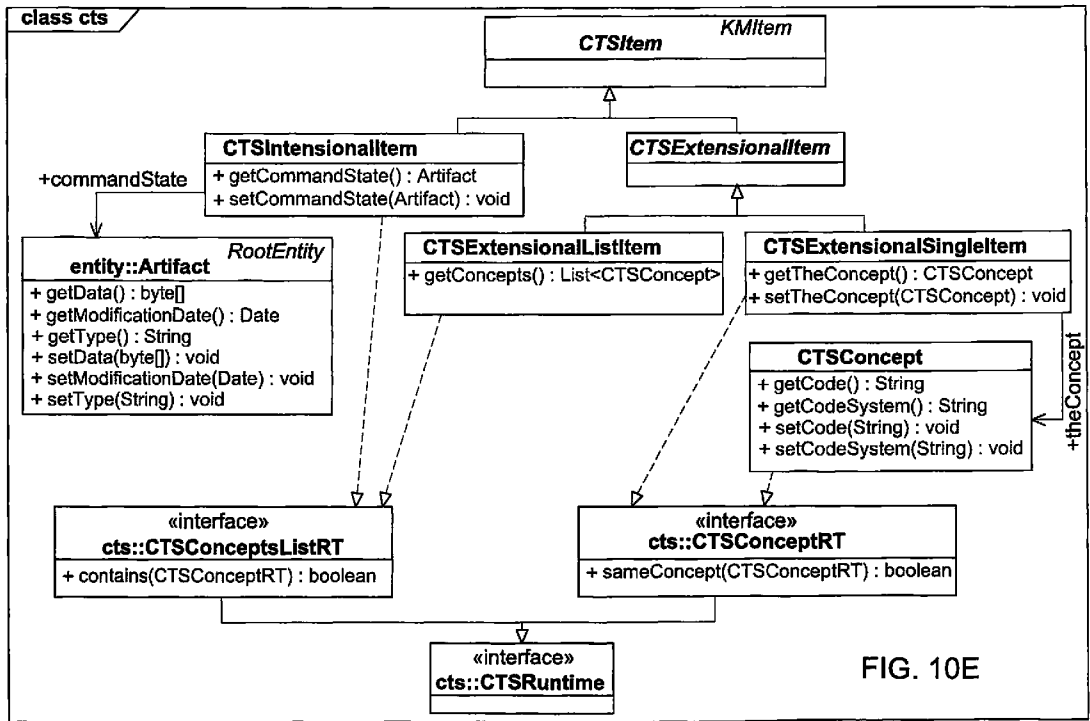 class cts
KMItem
CTSItem
CTSIntensionalItem
+ getCommandState() : Artifact
+ setCommandState(Artifact) : void
CTSExtensionalItem
+commandState
RootEntity
entity::Artifact
+ getData() : byte[]
+ getModificationDate() : Date
+ getType() : String
+ setData(byte[]) : void
+ setModificationDate(Date) : void
+ setType(String) : void
CTSExtensionalListItem
+ getConcepts() : List<CTSConcept>
CTSExtensionalSingleItem
+ getTheConcept() : CTSConcept
+ setTheConcept(CTSConcept) : void
CTSConcept
+ getCode() : String
+ getCodeSystem() : String
+ setCode(String) : void
+ setCodeSystem(String) : void
+theConcept
«interface»
cts::CTSConceptsListRT
+ contains(CTSConceptRT) : boolean
«interface»
cts::CTSConceptRT
+ sameConcept(CTSConceptRT) : boolean
«interface»
cts::CTSRuntime
FIG. 10E